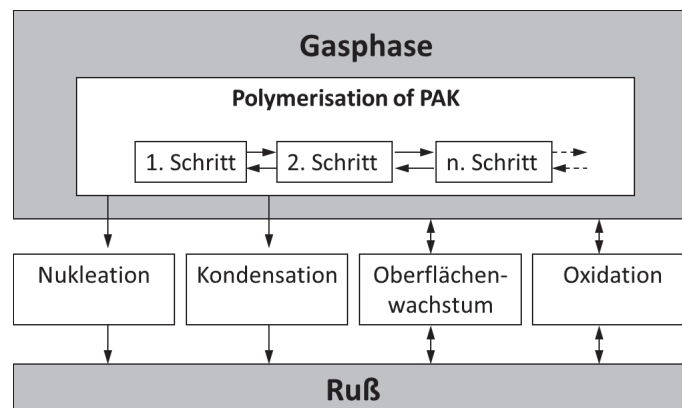 Gasphase
Polymerisation of PAK
1. Schritt
2. Schritt
n. Schritt
Nukleation
Kondensation
Oberflächen-
wachstum
Oxidation
Ruß